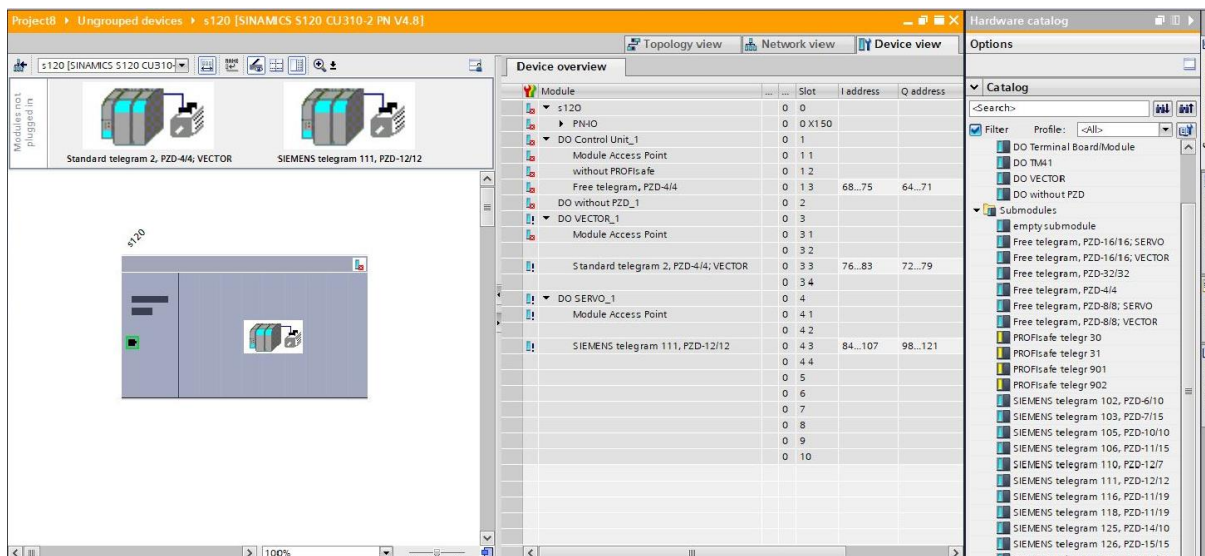 Project8 ▸ Ungrouped devices ▸ s120 [SINAMICS S120 CU310-2 PN V4.8]
Topology view Network view Device view
s120 [SINAMICS S120 CU310-
Modules not plugged in
Standard telegram 2, PZD-4/4; VECTOR
SIEMENS telegram 111, PZD-12/12
s120
100%
Device overview
Module ... ... Slot I address Q address
s120 0 0
PN-IO 0 0 X150
DO Control Unit_1 0 1
Module Access Point 0 1 1
without PROFIsafe 0 1 2
Free telegram, PZD-4/4 0 1 3 68...75 64...71
DO without PZD_1 0 2
DO VECTOR_1 0 3
Module Access Point 0 3 1
0 3 2
Standard telegram 2, PZD-4/4; VECTOR 0 3 3 76...83 72...79
0 3 4
DO SERVO_1 0 4
Module Access Point 0 4 1
0 4 2
SIEMENS telegram 111, PZD-12/12 0 4 3 84...107 98...121
0 4 4
0 5
0 6
0 7
0 8
0 9
0 10
Hardware catalog
Options
Catalog
<Search>
Filter Profile: <All>
DO Terminal Board/Module
DO TM41
DO VECTOR
DO without PZD
Submodules
empty submodule
Free telegram, PZD-16/16; SERVO
Free telegram, PZD-16/16; VECTOR
Free telegram, PZD-32/32
Free telegram, PZD-4/4
Free telegram, PZD-8/8; SERVO
Free telegram, PZD-8/8; VECTOR
PROFIsafe telegr 30
PROFIsafe telegr 31
PROFIsafe telegr 901
PROFIsafe telegr 902
SIEMENS telegram 102, PZD-6/10
SIEMENS telegram 103, PZD-7/15
SIEMENS telegram 105, PZD-10/10
SIEMENS telegram 106, PZD-11/15
SIEMENS telegram 110, PZD-12/7
SIEMENS telegram 111, PZD-12/12
SIEMENS telegram 116, PZD-11/19
SIEMENS telegram 118, PZD-11/19
SIEMENS telegram 125, PZD-14/10
SIEMENS telegram 126, PZD-15/15